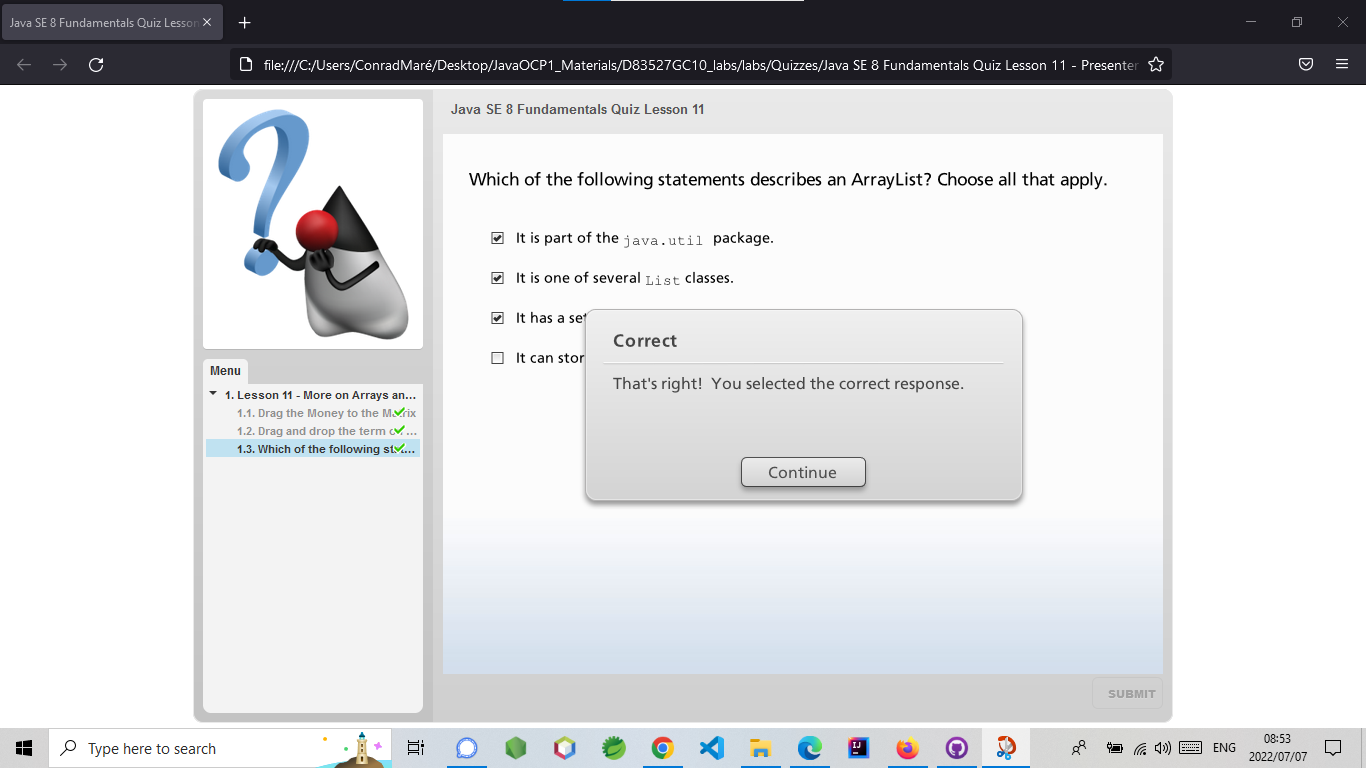 Java SE 8 Fundamentals Quiz Lesson
file:///C:/Users/ConradMaré/Desktop/JavaOCP1_Materials/D83527GC10_labs/labs/Quizzes/Java SE 8 Fundamentals Quiz Lesson 11 - Presenter
Java SE 8 Fundamentals Quiz Lesson 11
Which of the following statements describes an ArrayList? Choose all that apply.
It is part of the java.util package.
It is one of several List classes.
It has a set
It can stor
Correct
That's right! You selected the correct response.
Continue
Menu
1. Lesson 11 - More on Arrays an...
1.1. Drag the Money to the Matrix
1.2. Drag and drop the term ...
1.3. Which of the following st...
SUBMIT
Type here to search
ENG
08:53
2022/07/07